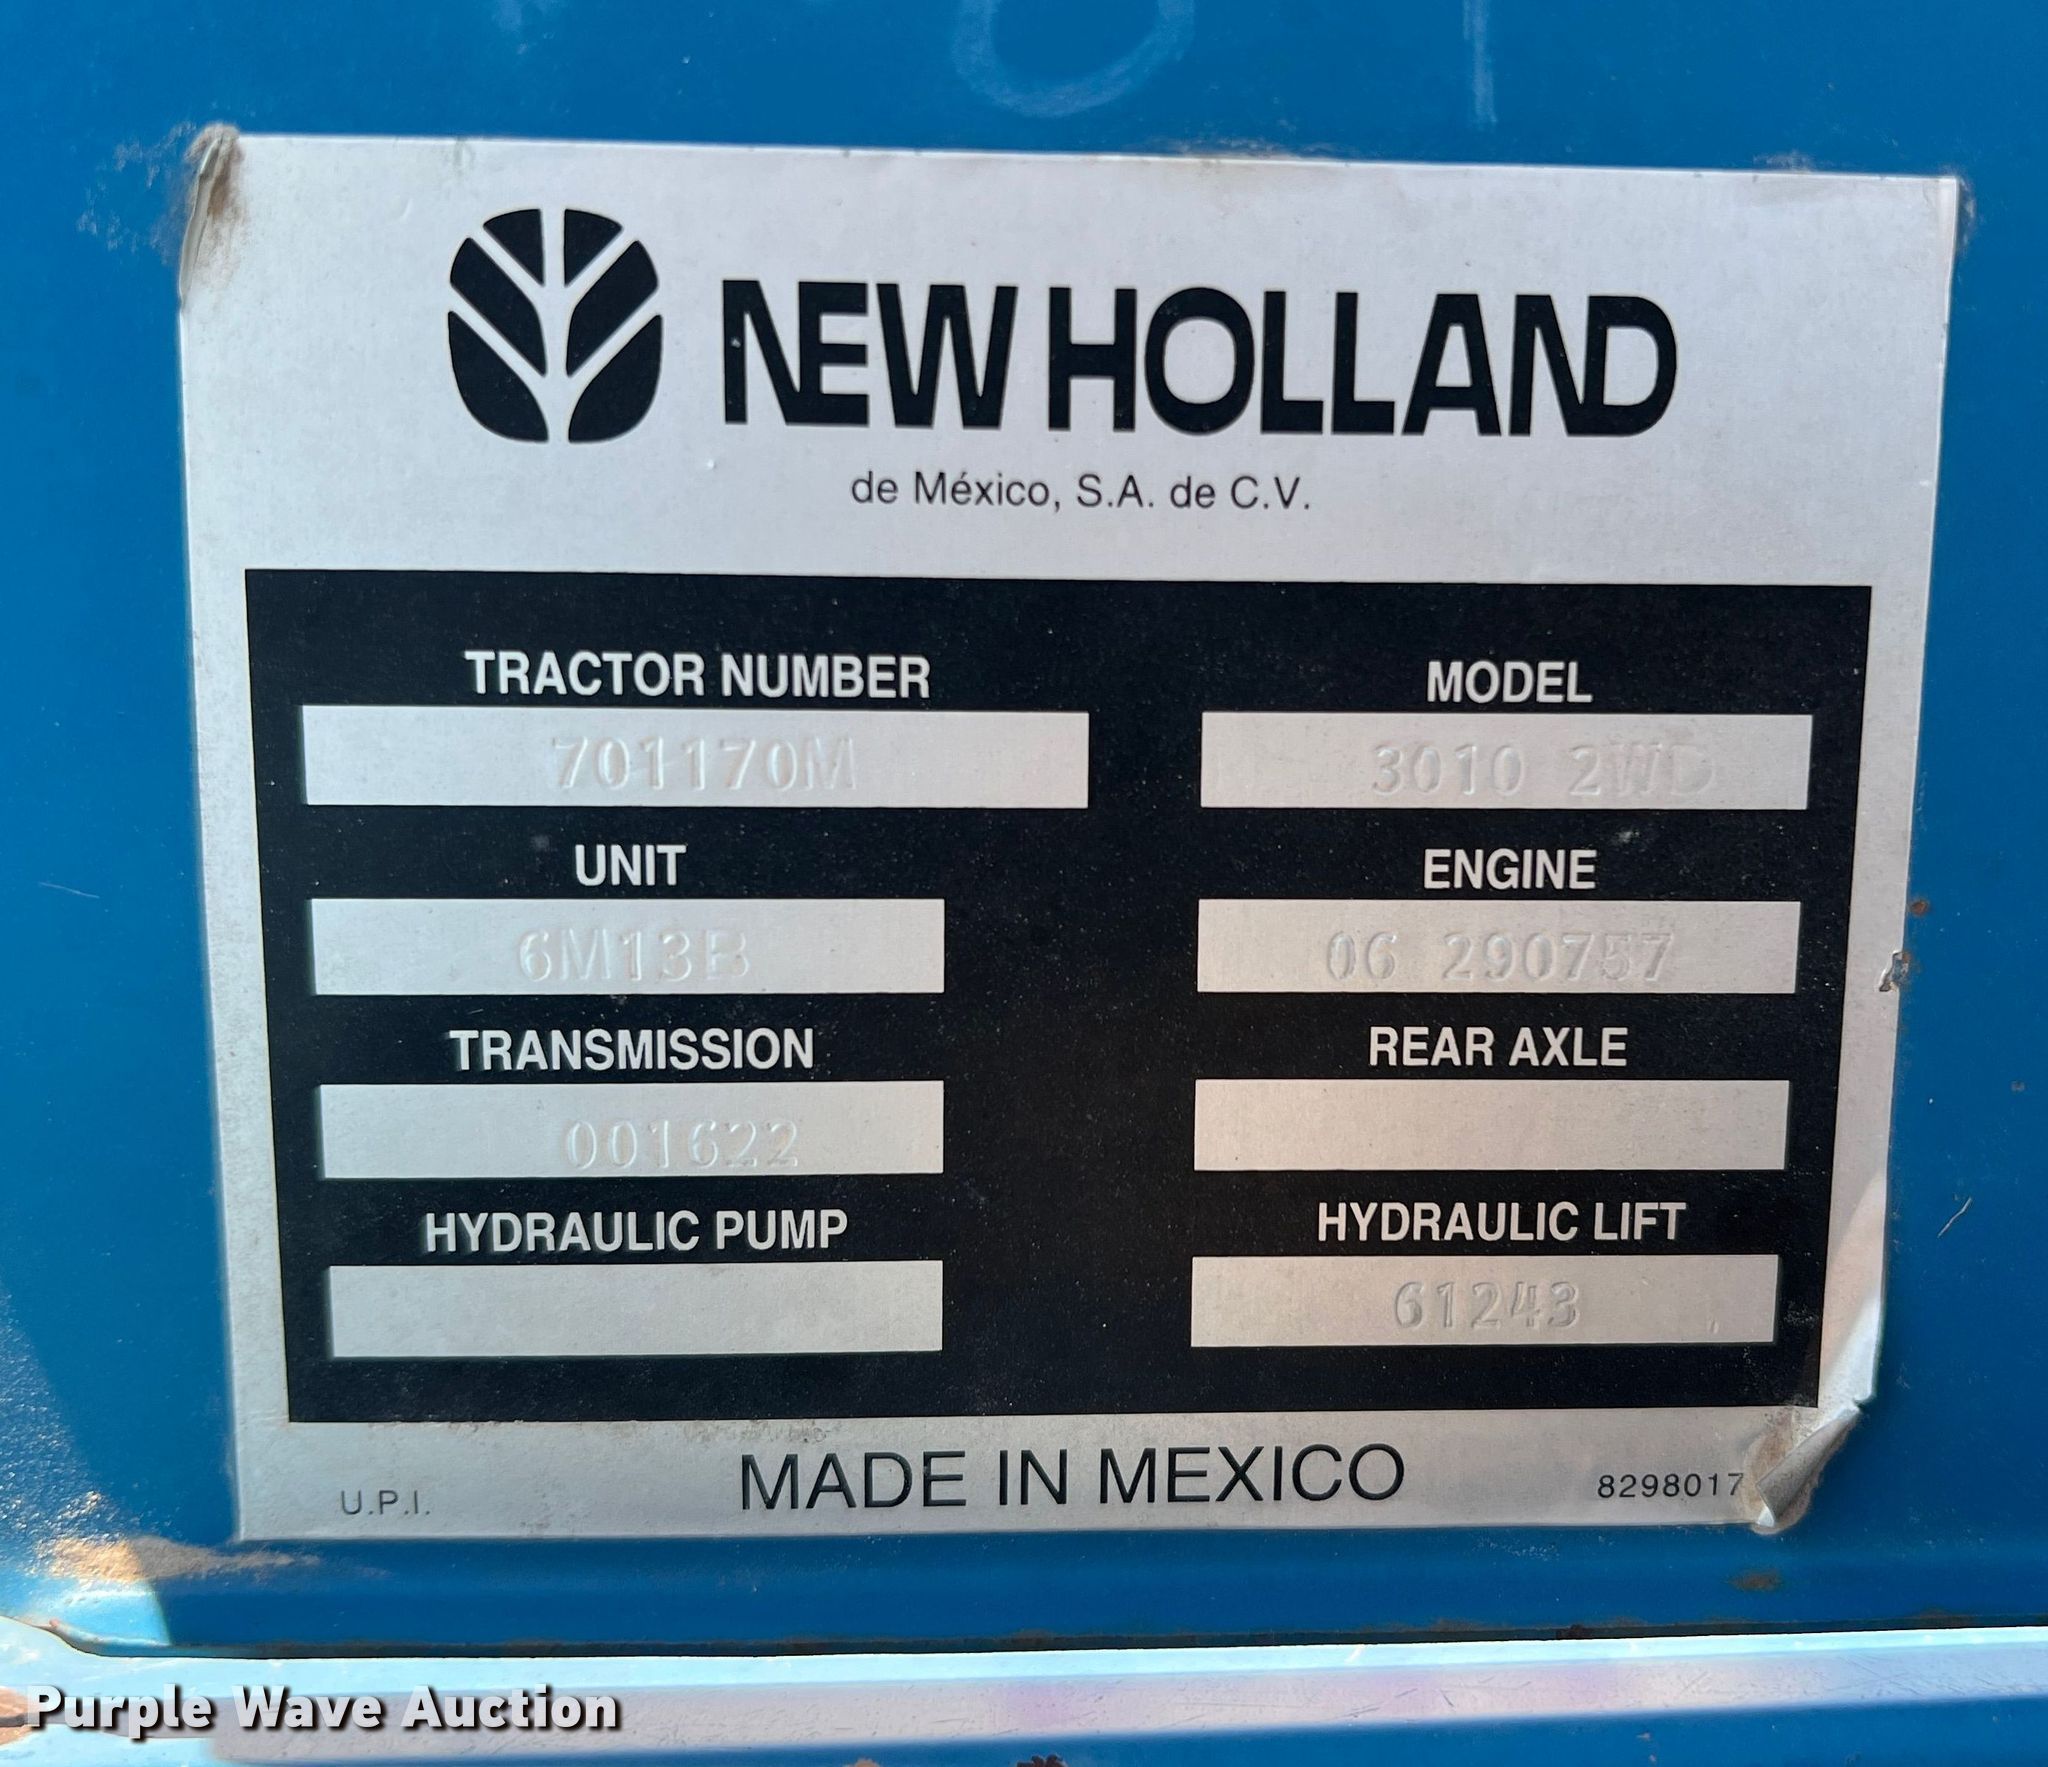 NEW HOLLAND
de México, S.A. de C.V.
TRACTOR NUMBER
701170M
MODEL
3010 2WD
UNIT
6M13B
ENGINE
06 290757
TRANSMISSION
001622
REAR AXLE
HYDRAULIC PUMP
HYDRAULIC LIFT
61243
U.P.I.
MADE IN MEXICO
8298017
Purple Wave Auction